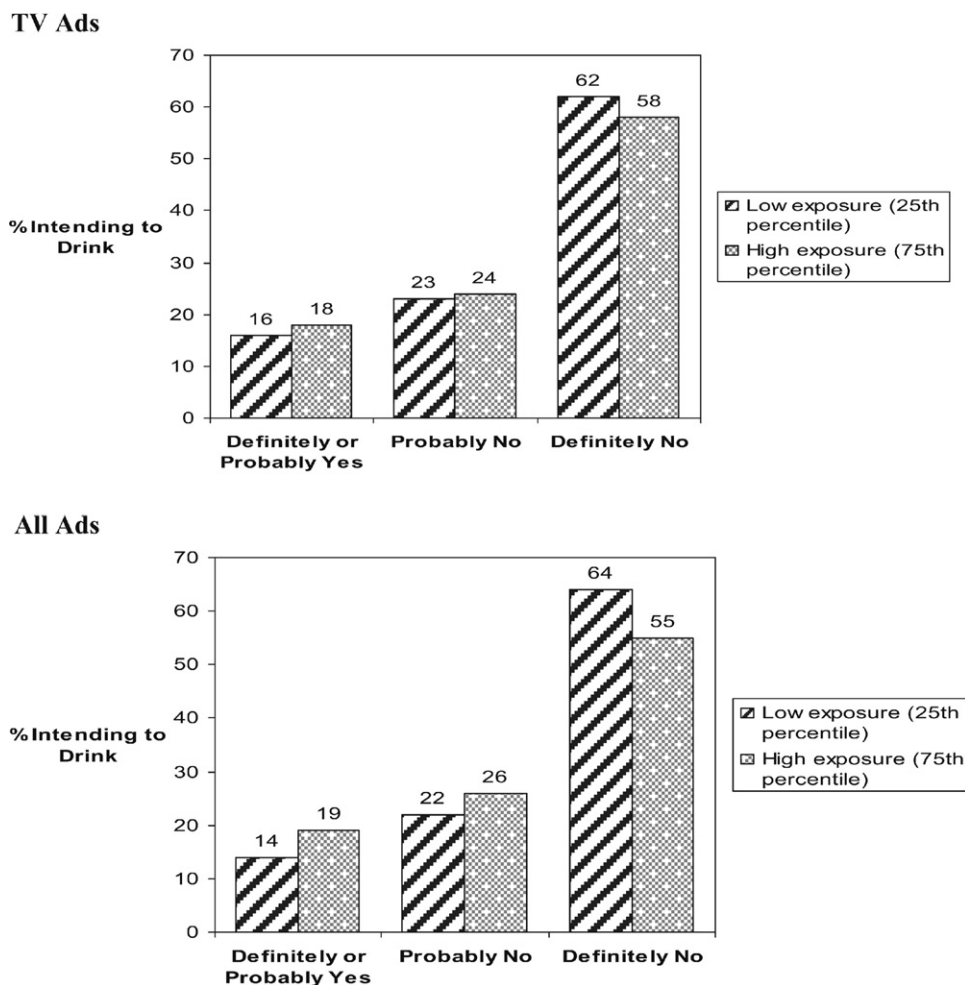 TV Ads
70
60
50
40
30
20
10
0
%Intending to
Drink
62
58
23
24
16
18
Definitely or
Probably Yes
Probably No
Definitely No
Low exposure (25th
percentile)
High exposure (75th
percentile)
All Ads
70
60
50
40
30
20
10
0
%Intending to
Drink
64
55
22
26
14
19
Definitely or
Probably Yes
Probably No
Definitely No
Low exposure (25th
percentile)
High exposure (75th
percentile)